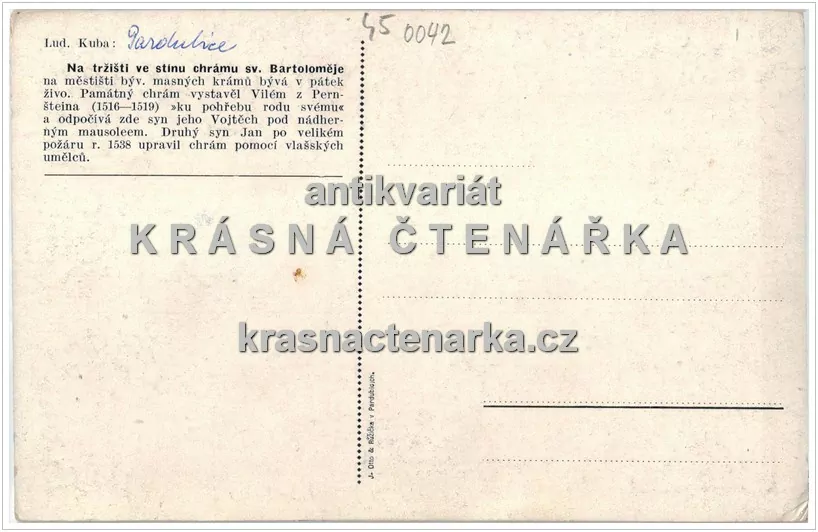 Lud. Kuba: Pardubice
45 0042
Na tržišti ve stínu chrámu sv. Bartoloměje
na městišti býv. masných krámů bývá v pátek
živo. Památný chrám vystavěl Vilém z Pern-
šteina (1516—1519) »ku pohřebu rodu svému«
a odpočívá zde syn jeho Vojtěch pod nádher-
ným mausoleem. Druhý syn Jan po velikém
požáru r. 1538 upravil chrám pomocí vlašských
umělců.
antikvariát
KRÁSNÁ ČTENÁŘKA
krasnactenarka.cz
J. Otto & Růžička v Pardubicích.